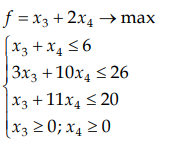 f = x₃ + 2x₄ → max
x₃ + x₄ ≤ 6
3x₃ + 10x₄ ≤ 26
x₃ + 11x₄ ≤ 20
x₃ ≥ 0; x₄ ≥ 0